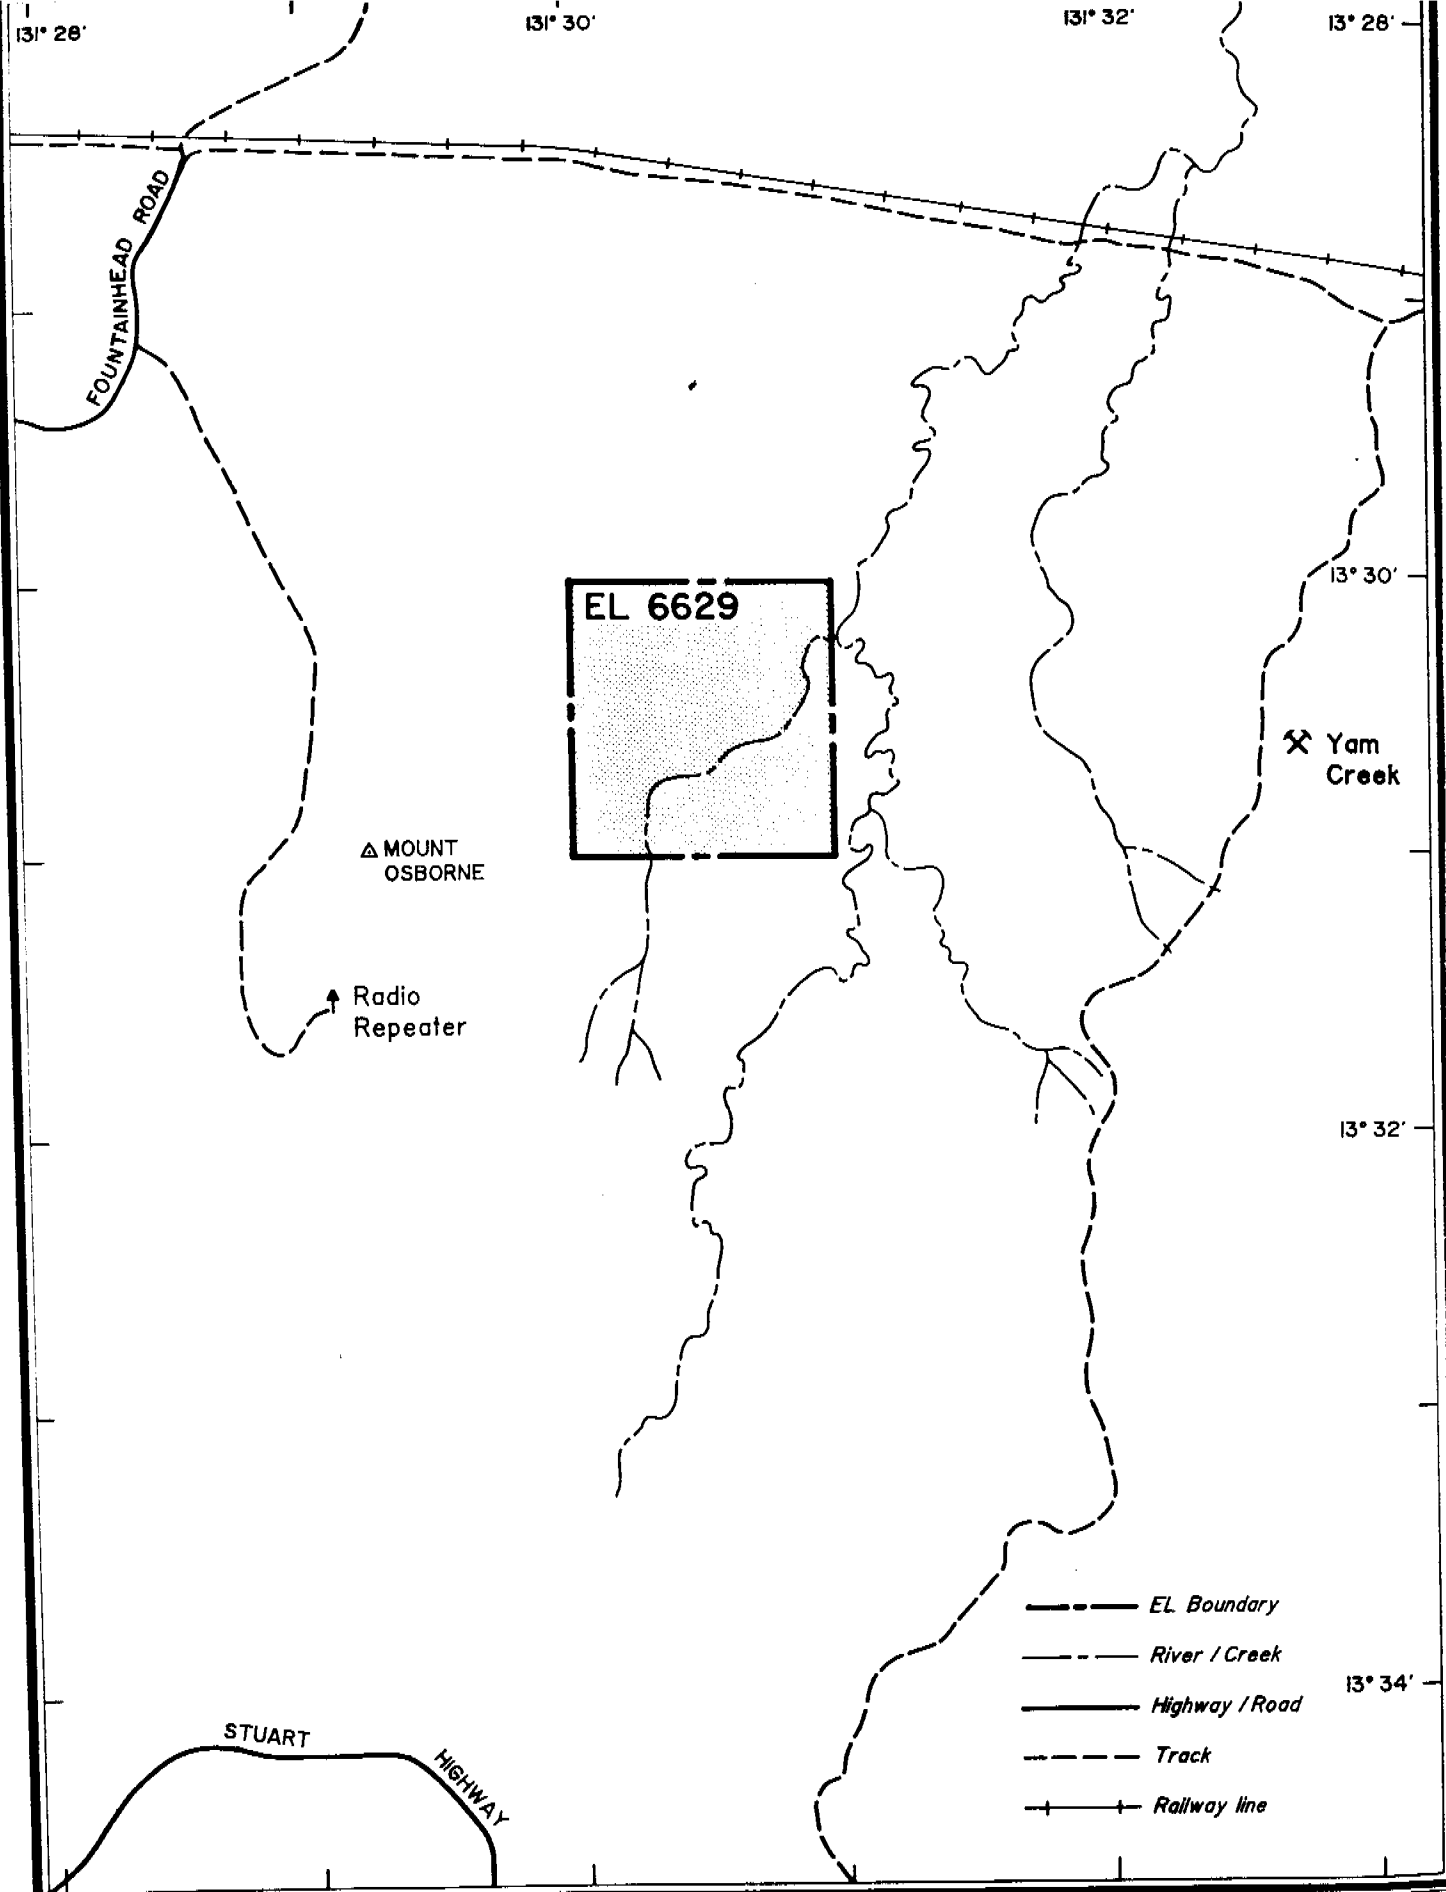 131° 28'
131° 30'
131° 32'
13° 28'
FOUNTAINHEAD ROAD
13° 30'
EL 6629
Yam
Creek
MOUNT
OSBORNE
Radio
Repeater
13° 32'
EL Boundary
River / Creek
13° 34'
Highway / Road
STUART HIGHWAY
Track
Railway line